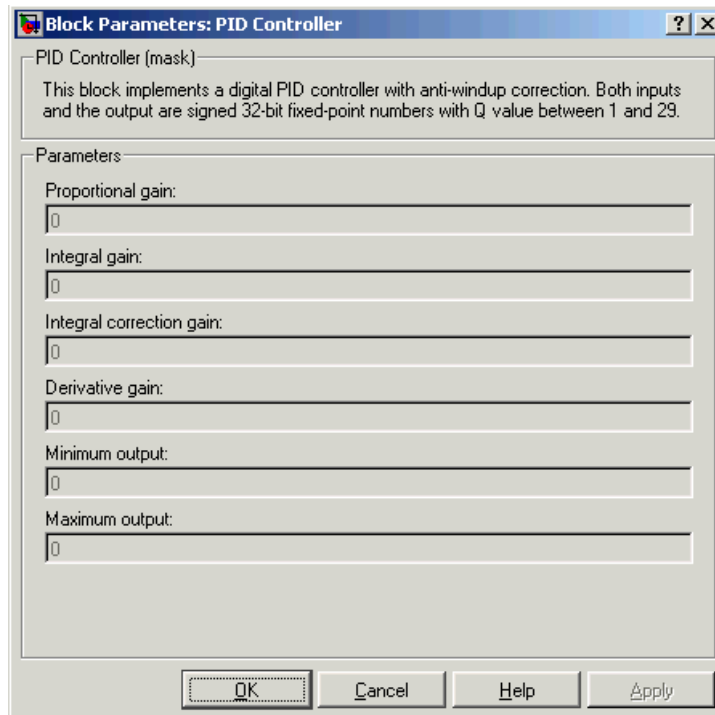 Block Parameters: PID Controller
PID Controller (mask)
This block implements a digital PID controller with anti-windup correction. Both inputs
and the output are signed 32-bit fixed-point numbers with Q value between 1 and 29.
Parameters
Proportional gain:
0
Integral gain:
0
Integral correction gain:
0
Derivative gain:
0
Minimum output:
0
Maximum output:
0
OK Cancel Help Apply